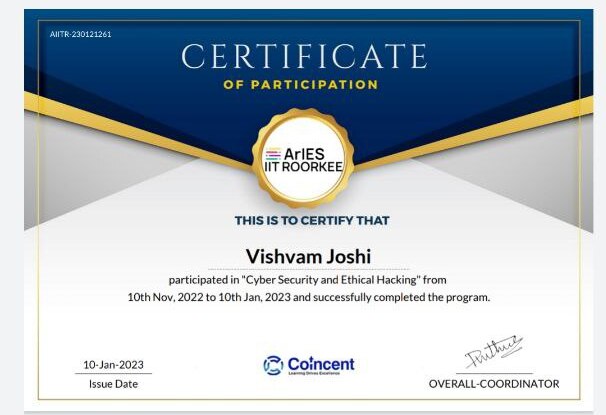 AIITR-230121261
CERTIFICATE
OF PARTICIPATION
ArIES
IIT ROORKEE
THIS IS TO CERTIFY THAT
Vishvam Joshi
participated in "Cyber Security and Ethical Hacking" from
10th Nov, 2022 to 10th Jan, 2023 and successfully completed the program.
10-Jan-2023
Issue Date
Coincent
Learning Drives Excellence
OVERALL-COORDINATOR